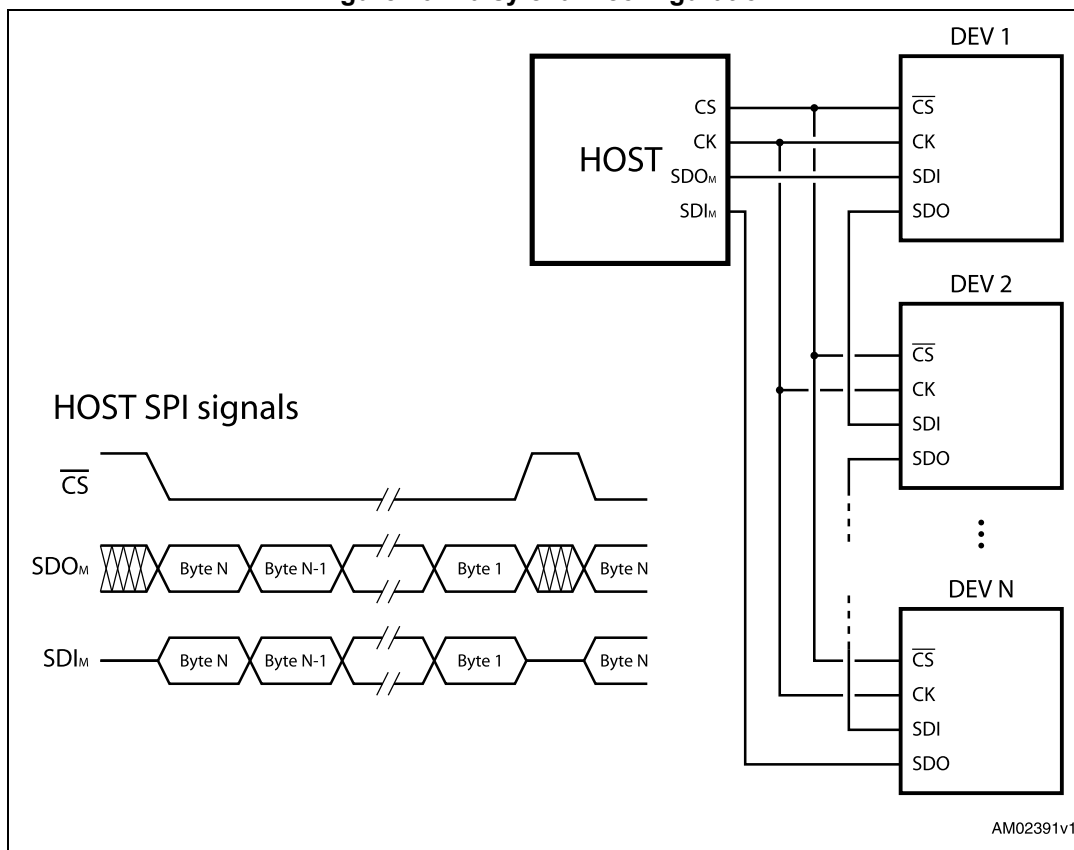 DEV 1
CS
CK
SDOM
SDIM
HOST
CS
CK
SDI
SDO
DEV 2
CS
CK
SDI
SDO
HOST SPI signals
CS
SDOM
Byte N
Byte N-1
Byte 1
Byte N
SDIM
Byte N
Byte N-1
Byte 1
Byte N
DEV N
CS
CK
SDI
SDO
AM02391v1